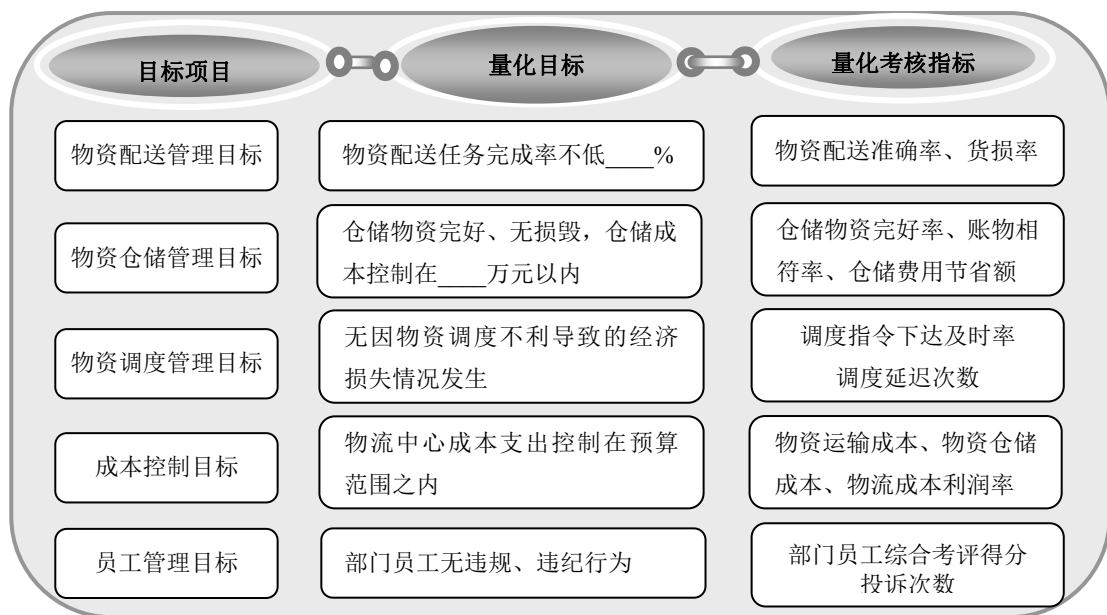 目标项目
量化目标
量化考核指标
物资配送管理目标
物资配送任务完成率不低____%
物资配送准确率、货损率
物资仓储管理目标
仓储物资完好、无损毁，仓储成
本控制在____万元以内
仓储物资完好率、账物相
符率、仓储费用节省额
物资调度管理目标
无因物资调度不利导致的经济
损失情况发生
调度指令下达及时率
调度延迟次数
成本控制目标
物流中心成本支出控制在预算
范围之内
物资运输成本、物资仓储
成本、物流成本利润率
员工管理目标
部门员工无违规、违纪行为
部门员工综合考评得分
投诉次数